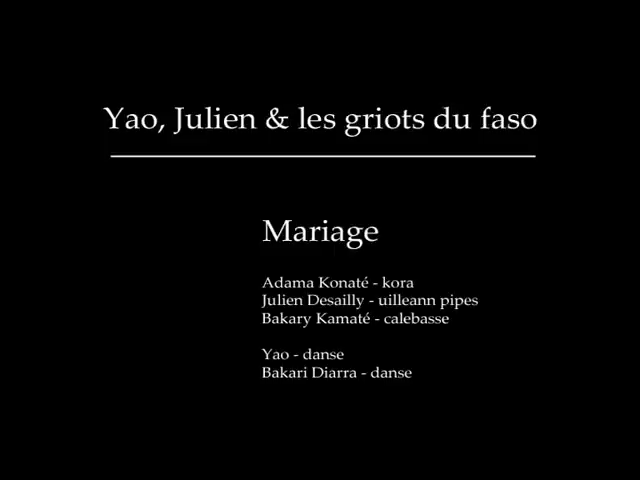 Yao, Julien & les griots du faso
Mariage
Adama Konaté - kora
Julien Desailly - uilleann pipes
Bakary Kamaté - calebasse
Yao - danse
Bakari Diarra - danse